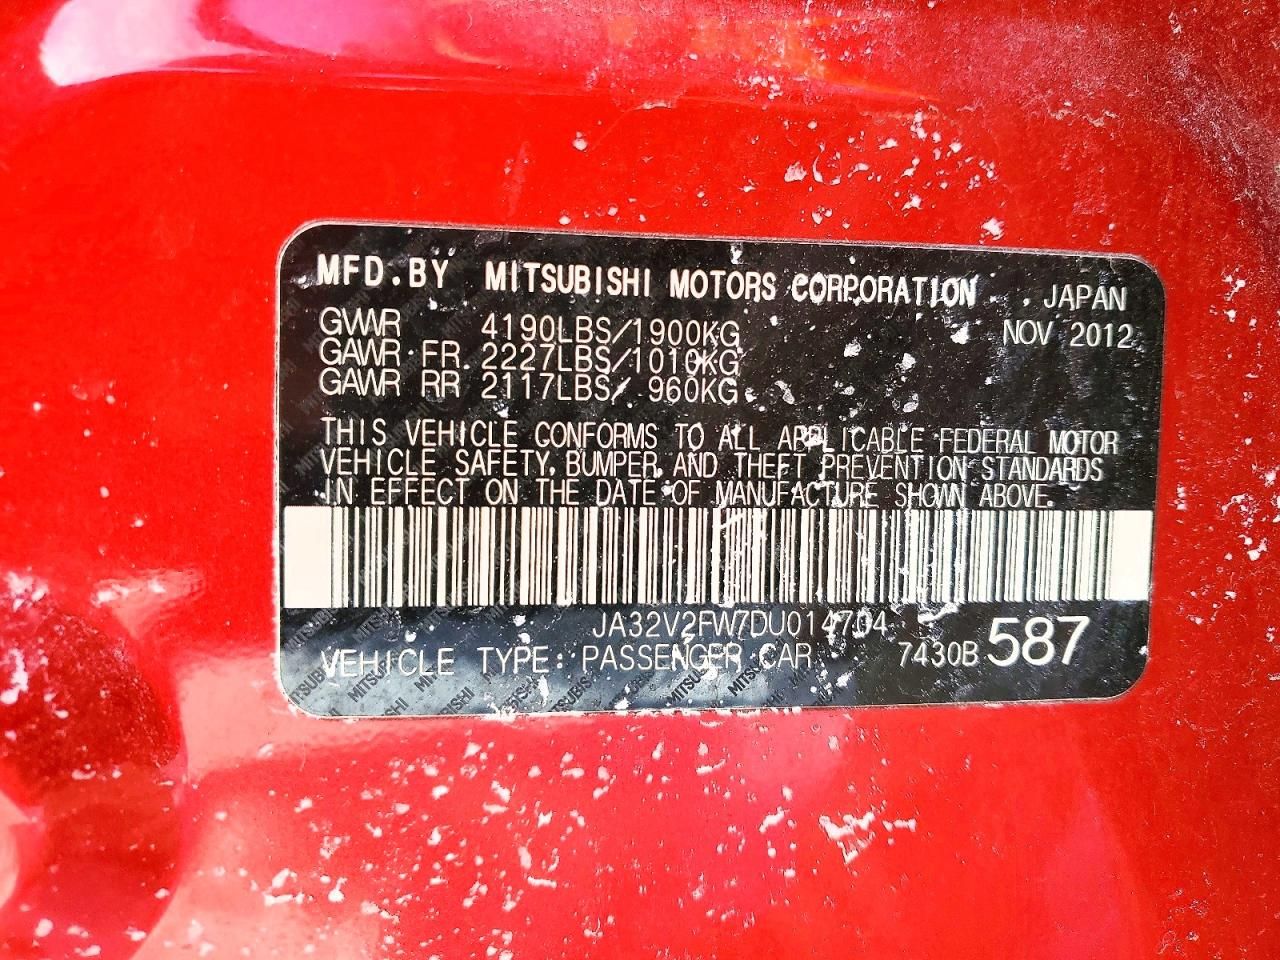 MFD.BY MITSUBISHI MOTORS CORPORATION . JAPAN
GVWR 4190LBS/1900KG NOV 2012
GAWR FR 2227LBS/1010KG
GAWR RR 2117LBS/ 960KG
THIS VEHICLE CONFORMS TO ALL APPLICABLE FEDERAL MOTOR
VEHICLE SAFETY, BUMPER, AND THEFT PREVENTION STANDARDS
IN EFFECT ON THE DATE OF MANUFACTURE SHOWN ABOVE.
JA32V2FW7DU014704
VEHICLE TYPE: PASSENGER CAR 7430B 587